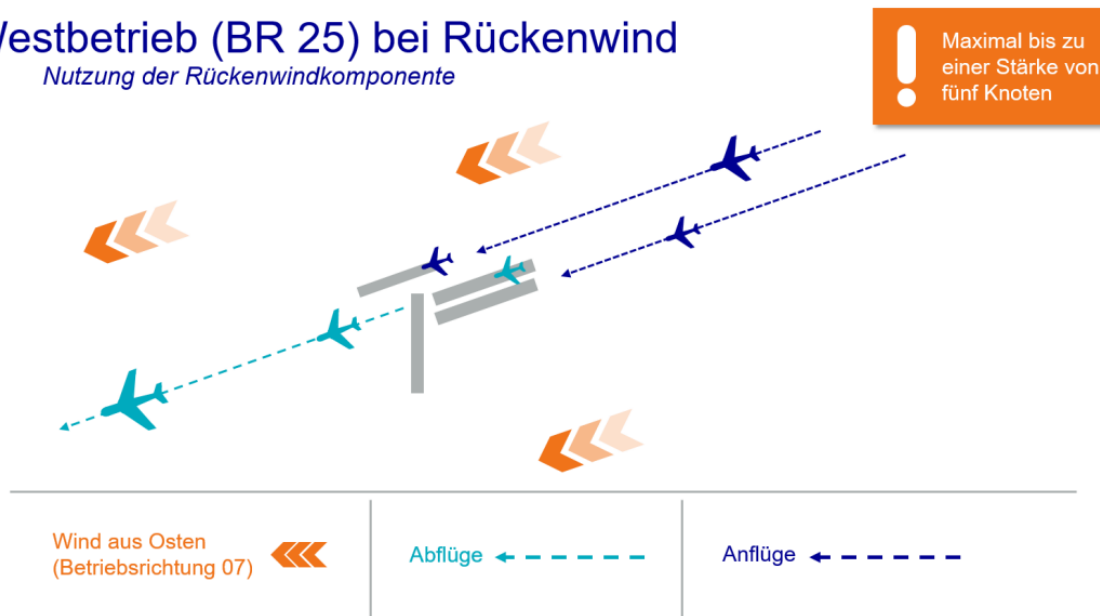 Westbetrieb (BR 25) bei Rückenwind
Nutzung der Rückenwindkomponente
Maximal bis zu
einer Stärke von
fünf Knoten
Wind aus Osten
(Betriebsrichtung 07)
Abflüge
Anflüge